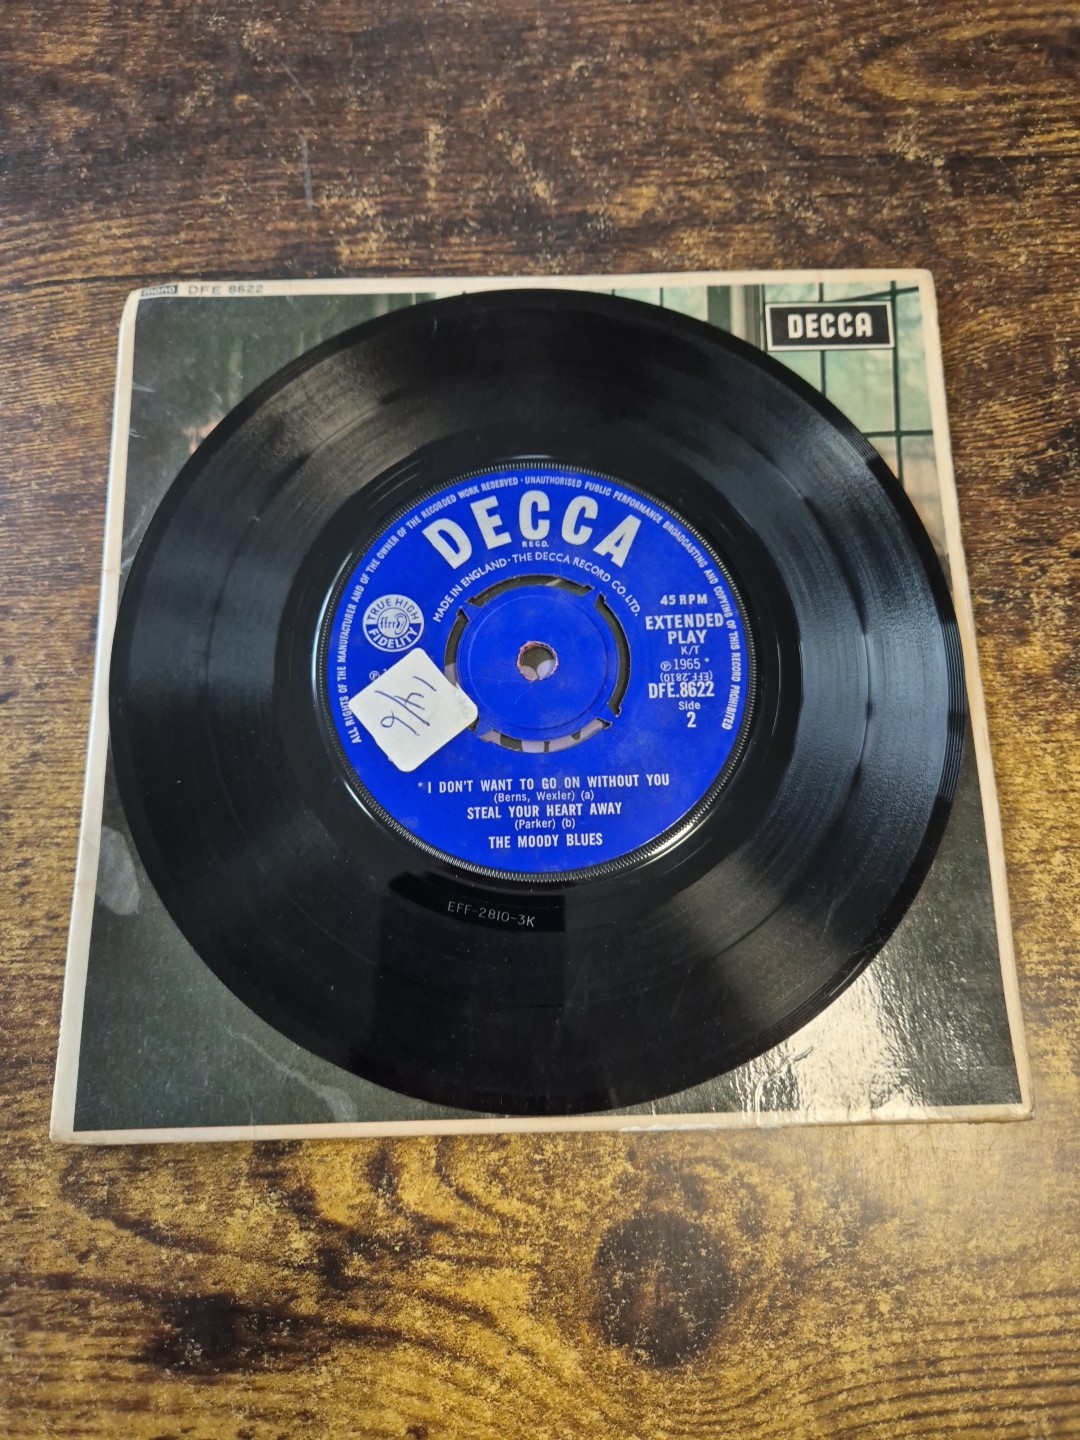 mono DFE 8622
DECCA
ALL RIGHTS OF THE MANUFACTURER AND OF THE OWNER OF THE RECORDED WORK RESERVED · UNAUTHORISED PUBLIC PERFORMANCE BROADCASTING AND COPYING OF THIS RECORD PROHIBITED
DECCA
REGD.
MADE IN ENGLAND · THE DECCA RECORD CO. LTD.
TRUE HIGH
ffrr
FIDELITY
45 RPM
EXTENDED
PLAY
K/T
℗ 1965 *
(EFF.2810)
DFE.8622
Side
2
℗
14/6
* I DON'T WANT TO GO ON WITHOUT YOU
(Berns, Wexler) (a)
STEAL YOUR HEART AWAY
(Parker) (b)
THE MOODY BLUES
EFF-2810-3K